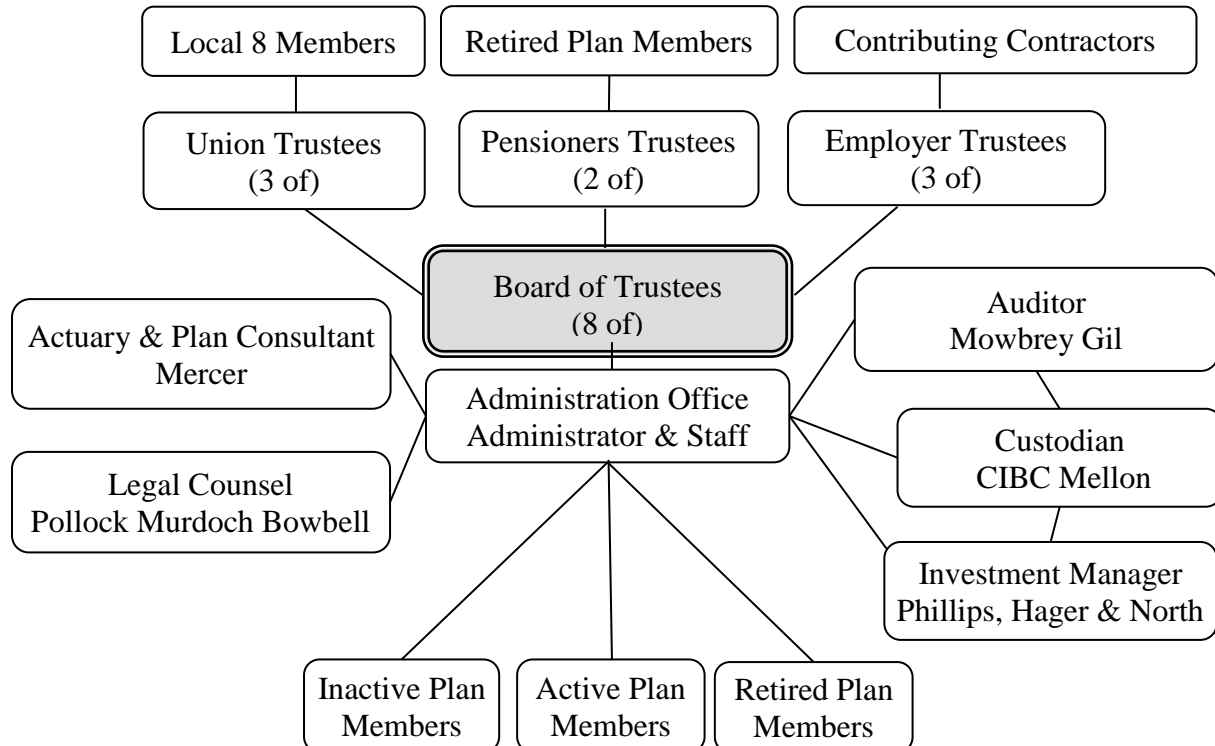 Local 8 Members
Retired Plan Members
Contributing Contractors
Union Trustees
(3 of)
Pensioners Trustees
(2 of)
Employer Trustees
(3 of)
Board of Trustees
(8 of)
Actuary & Plan Consultant
Mercer
Auditor
Mowbrey Gil
Administration Office
Administrator & Staff
Legal Counsel
Pollock Murdoch Bowbell
Custodian
CIBC Mellon
Investment Manager
Phillips, Hager & North
Inactive Plan
Members
Active Plan
Members
Retired Plan
Members